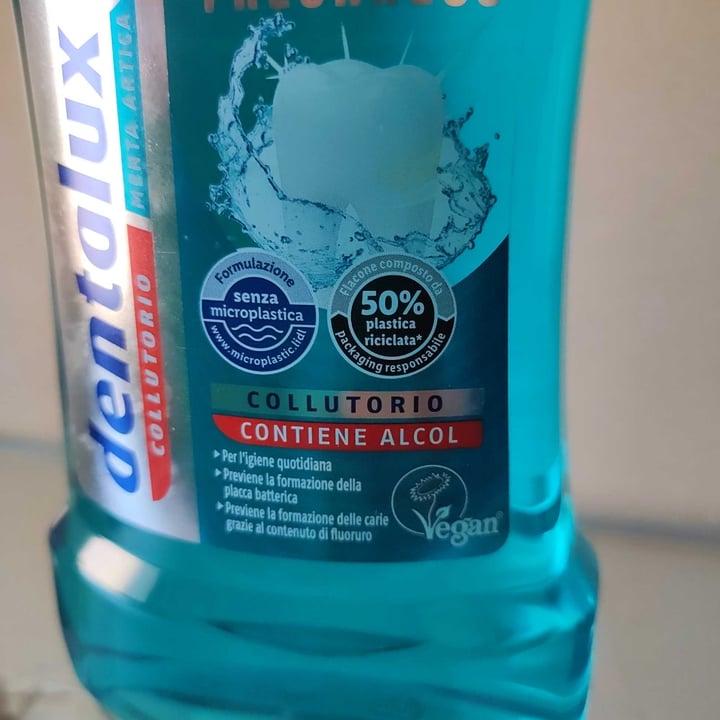 FRESHNESS
dentalux
MENTA ARTICA
COLLUTORIO
Formulazione
senza
microplastica
www.microplastic.lidl
Flacone composto da
50%
plastica
riciclata*
packaging responsabile
COLLUTORIO
CONTIENE ALCOL
Per l'igiene quotidiana
Previene la formazione della
placca batterica
Previene la formazione delle carie
grazie al contenuto di fluoruro
Vegan